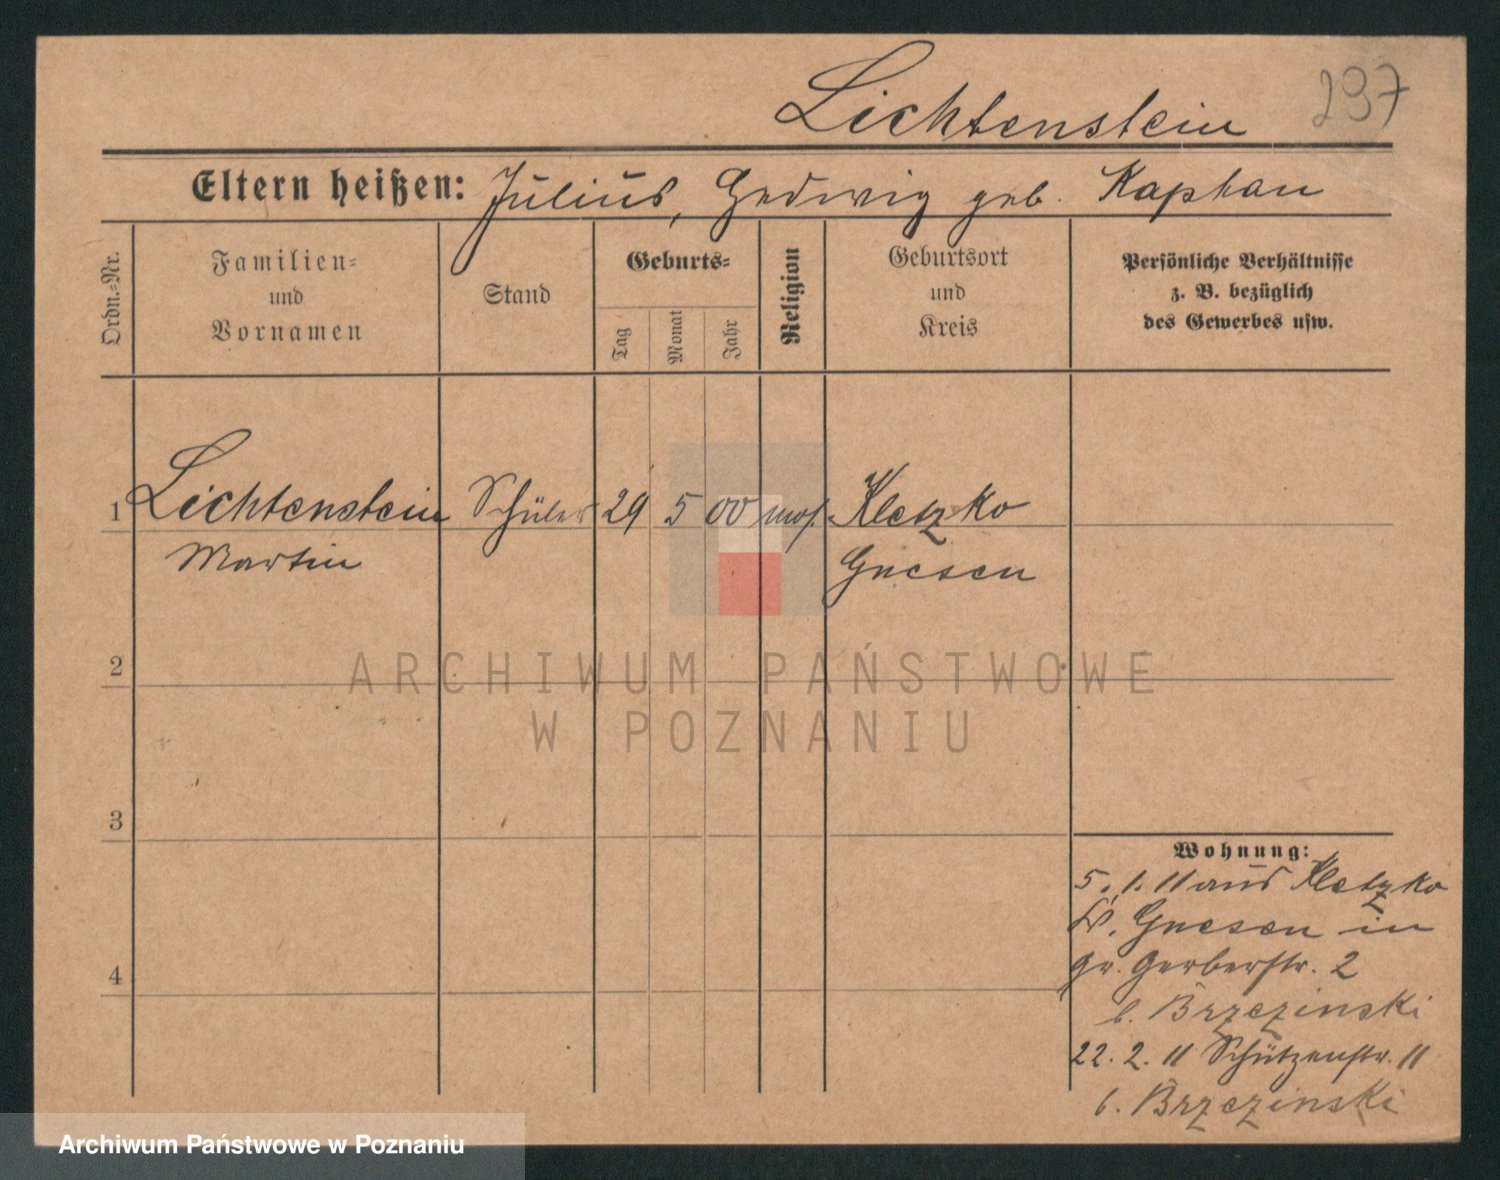 237
Lichtenstein
Eltern heißen: Julius, Hedwig geb. Kaphan
Ordn.-Nr.
Familien-
und
Vornamen
Stand
Geburts-
Tag
Monat
Jahr
Religion
Geburtsort
und
Kreis
Persönliche Verhältnisse
z. B. bezüglich
des Gewerbes usw.
1 Lichtenstein Schüler 29 5 00 mos. Kletzko
Martin Gnesen
ARCHIWUM PAŃSTWOWE
W POZNANIU
2
3
4
Wohnung:
5. 1. 11 aus Kletzko
Kr. Gnesen in
Gr. Gerberstr. 2
b. Brzezinski
22. 2. 11 Schützenstr. 11
b. Brzezinski
Archiwum Państwowe w Poznaniu